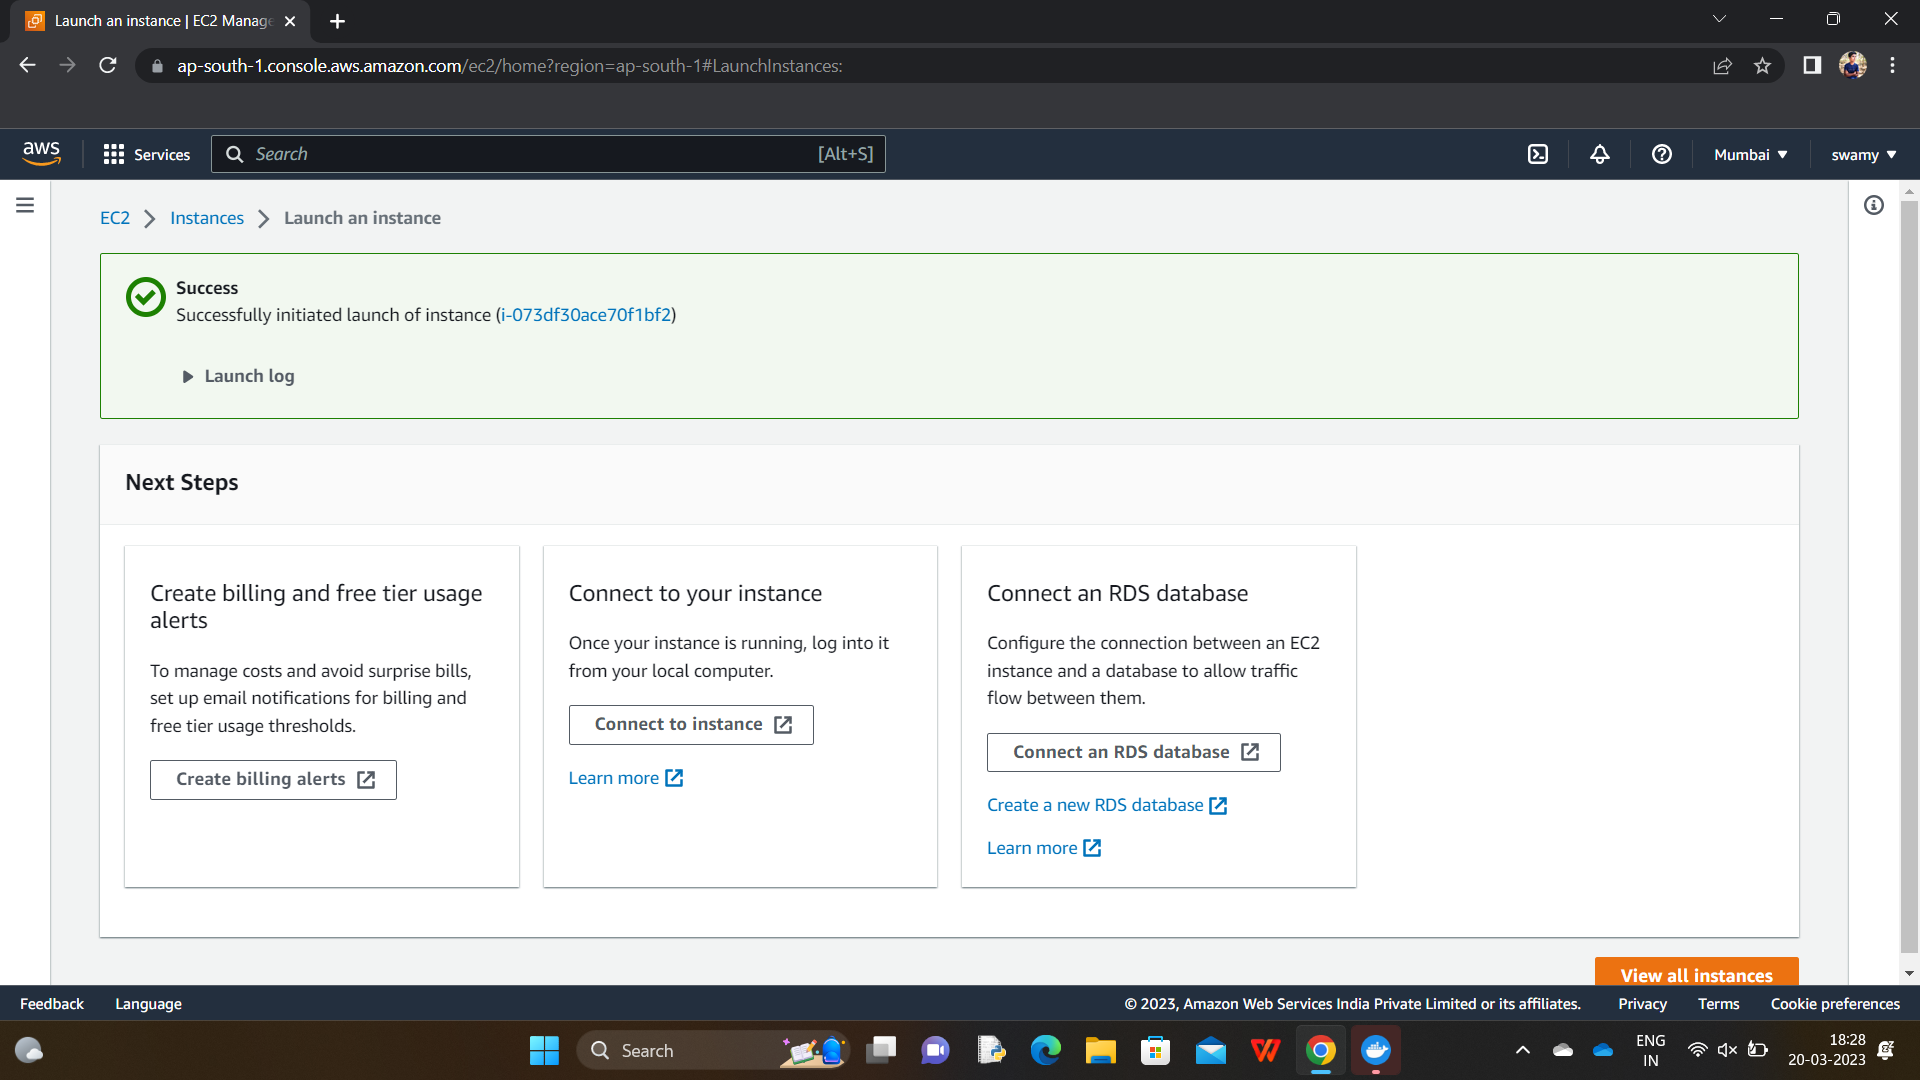 Launch an instance | EC2 Manage
ap-south-1.console.aws.amazon.com/ec2/home?region=ap-south-1#LaunchInstances:
aws
Services
Search
[Alt+S]
Mumbai
swamy
EC2
Instances
Launch an instance
Success
Successfully initiated launch of instance (i-073df30ace70f1bf2)
Launch log
Next Steps
Create billing and free tier usage
alerts
To manage costs and avoid surprise bills,
set up email notifications for billing and
free tier usage thresholds.
Create billing alerts
Connect to your instance
Once your instance is running, log into it
from your local computer.
Connect to instance
Learn more
Connect an RDS database
Configure the connection between an EC2
instance and a database to allow traffic
flow between them.
Connect an RDS database
Create a new RDS database
Learn more
View all instances
Feedback
Language
© 2023, Amazon Web Services India Private Limited or its affiliates.
Privacy
Terms
Cookie preferences
Search
ENG
IN
18:28
20-03-2023